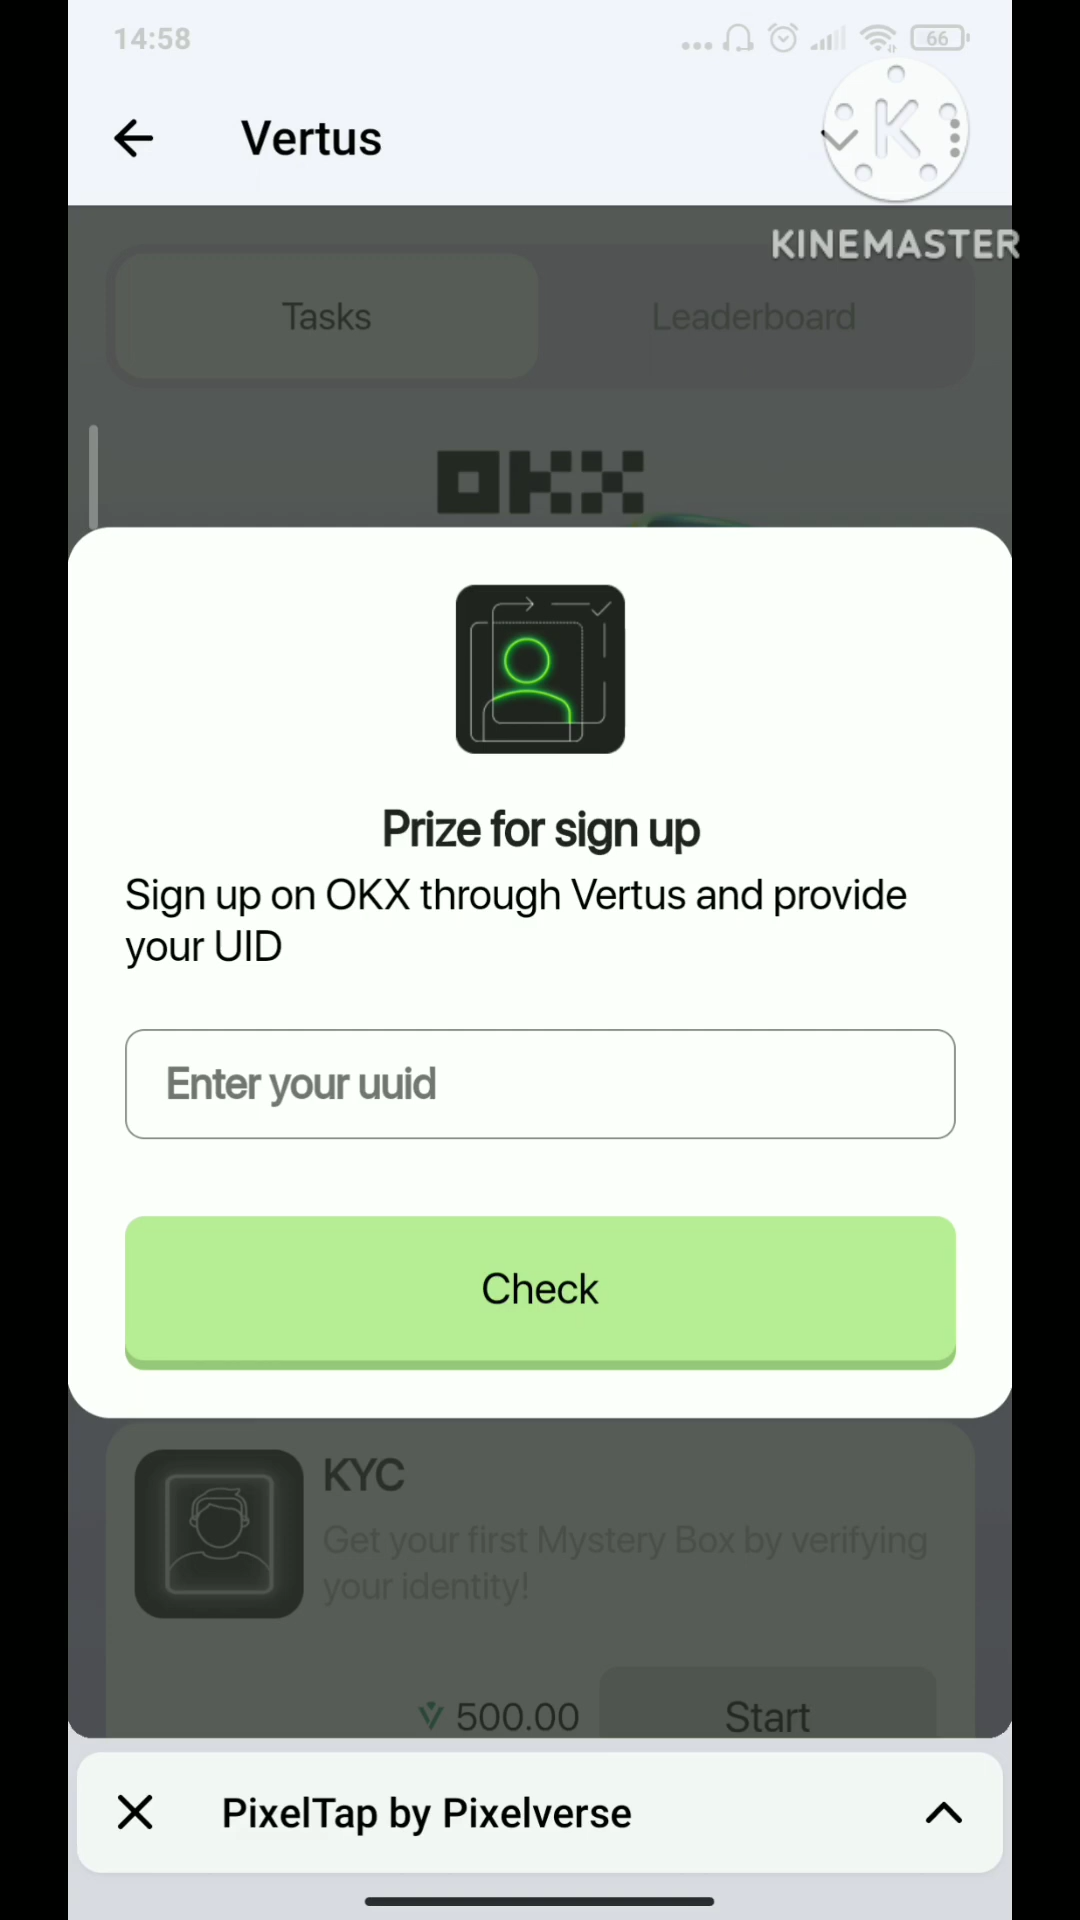 14:58
66
Vertus
K
KINEMASTER
Tasks
Leaderboard
OKX
Prize for sign up
Sign up on OKX through Vertus and provide
your UID
Enter your uuid
Check
KYC
Get your first Mystery Box by verifying
your identity!
500.00
Start
PixelTap by Pixelverse